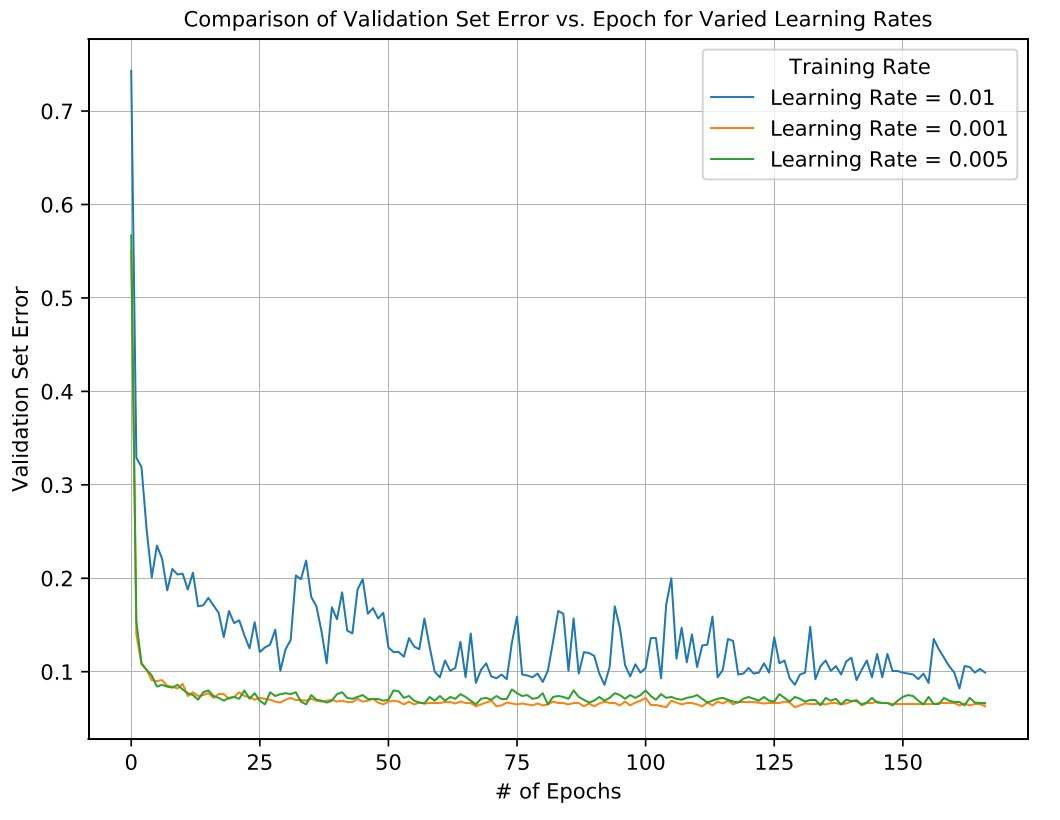 Comparison of Validation Set Error vs. Epoch for Varied Learning Rates
Training Rate
Learning Rate = 0.01
Learning Rate = 0.001
Learning Rate = 0.005
Validation Set Error
0.7
0.6
0.5
0.4
0.3
0.2
0.1
0 25 50 75 100 125 150
# of Epochs